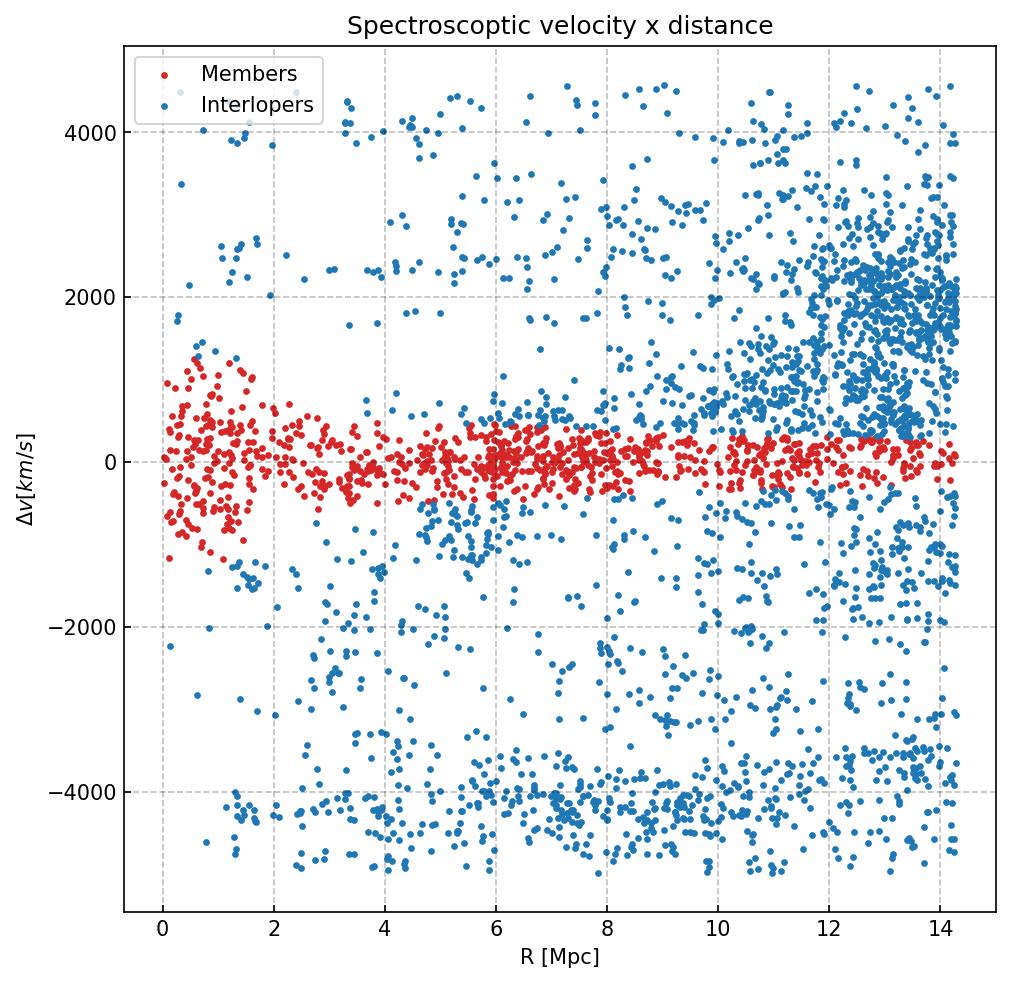 Spectroscoptic velocity x distance
Members
Interlopers
4000
2000
0
−2000
−4000
Δv[km/s]
0 2 4 6 8 10 12 14
R [Mpc]